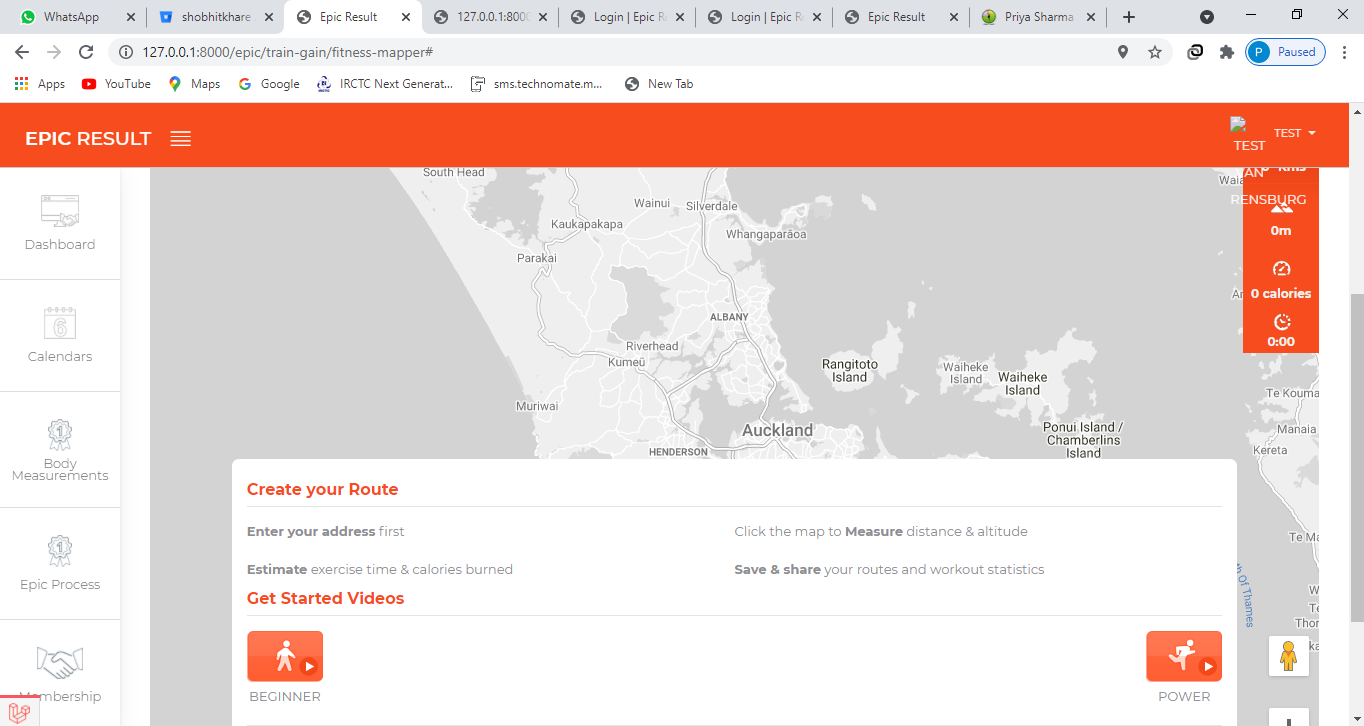 WhatsApp
shobhitkhare
Epic Result
127.0.0.1:8000
Login | Epic R
Login | Epic R
Epic Result
Priya Sharma
127.0.0.1:8000/epic/train-gain/fitness-mapper#
P Paused
Apps
YouTube
Maps
Google
IRCTC Next Generat...
sms.technomate.m...
New Tab
EPIC RESULT
TEST
TEST
AN
RENSBURG
Kms
0m
0 calories
0:00
Dashboard
6
Calendars
1
Body
Measurements
1
Epic Process
Membership
South Head
Wainui
Silverdale
Kaukapakapa
Whangaparāoa
Parakai
ALBANY
Riverhead
Kumeū
Rangitoto
Island
Waiheke
Island
Waiheke
Island
Muriwai
Te Kouma
Auckland
Ponui Island /
Chamberlins
Island
Manaia
Kereta
HENDERSON
Create your Route
Enter your address first
Click the map to Measure distance & altitude
Estimate exercise time & calories burned
Save & share your routes and workout statistics
Get Started Videos
BEGINNER
POWER
Of Thames